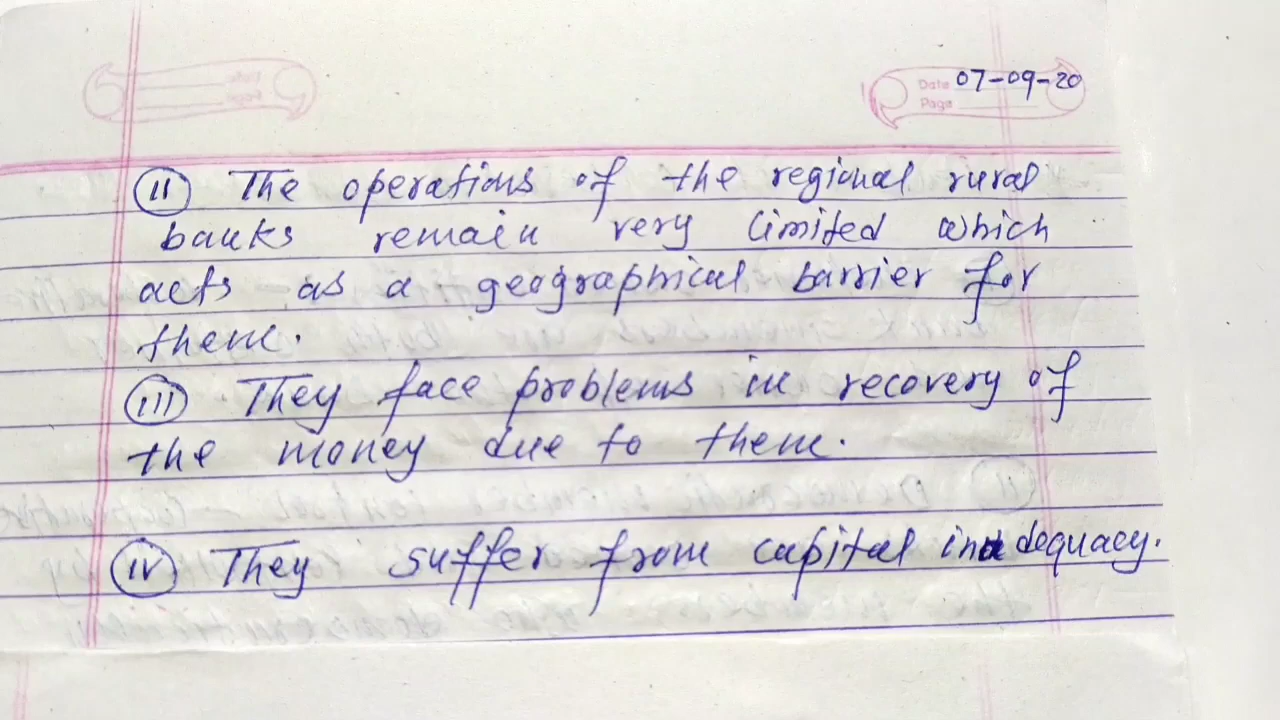 Date 07-09-20
Page
(ii) The operations of the regional rural
banks remain very limited which
acts as a geographical barrier for
them.
(iii) They face problems in recovery of
the money due to them.
(iv) They suffer from capital inadequacy.